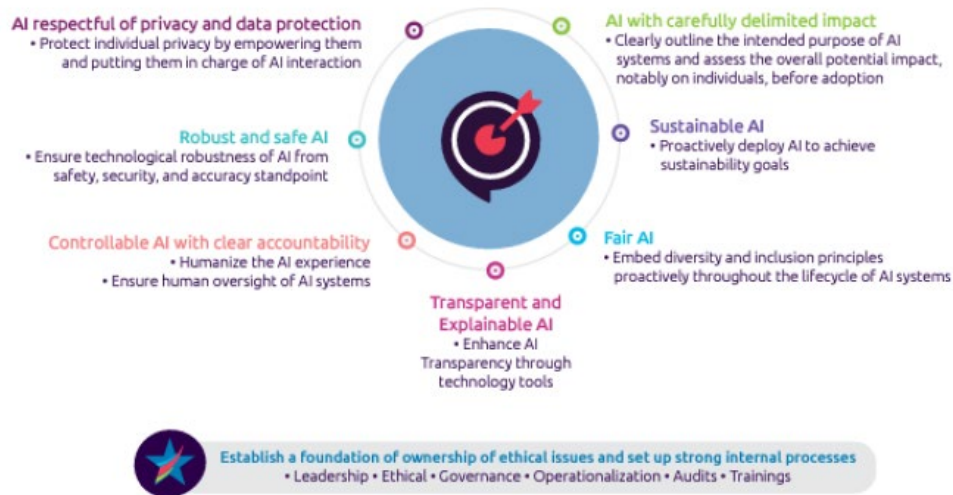 AI respectful of privacy and data protection
• Protect individual privacy by empowering them
and putting them in charge of AI interaction
AI with carefully delimited impact
• Clearly outline the intended purpose of AI
systems and assess the overall potential impact,
notably on individuals, before adoption
Robust and safe AI
• Ensure technological robustness of AI from
safety, security, and accuracy standpoint
Sustainable AI
• Proactively deploy AI to achieve
sustainability goals
Controllable AI with clear accountability
• Humanize the AI experience
• Ensure human oversight of AI systems
Fair AI
• Embed diversity and inclusion principles
proactively throughout the lifecycle of AI systems
Transparent and
Explainable AI
• Enhance AI
Transparency through
technology tools
Establish a foundation of ownership of ethical issues and set up strong internal processes
• Leadership • Ethical • Governance • Operationalization • Audits • Trainings